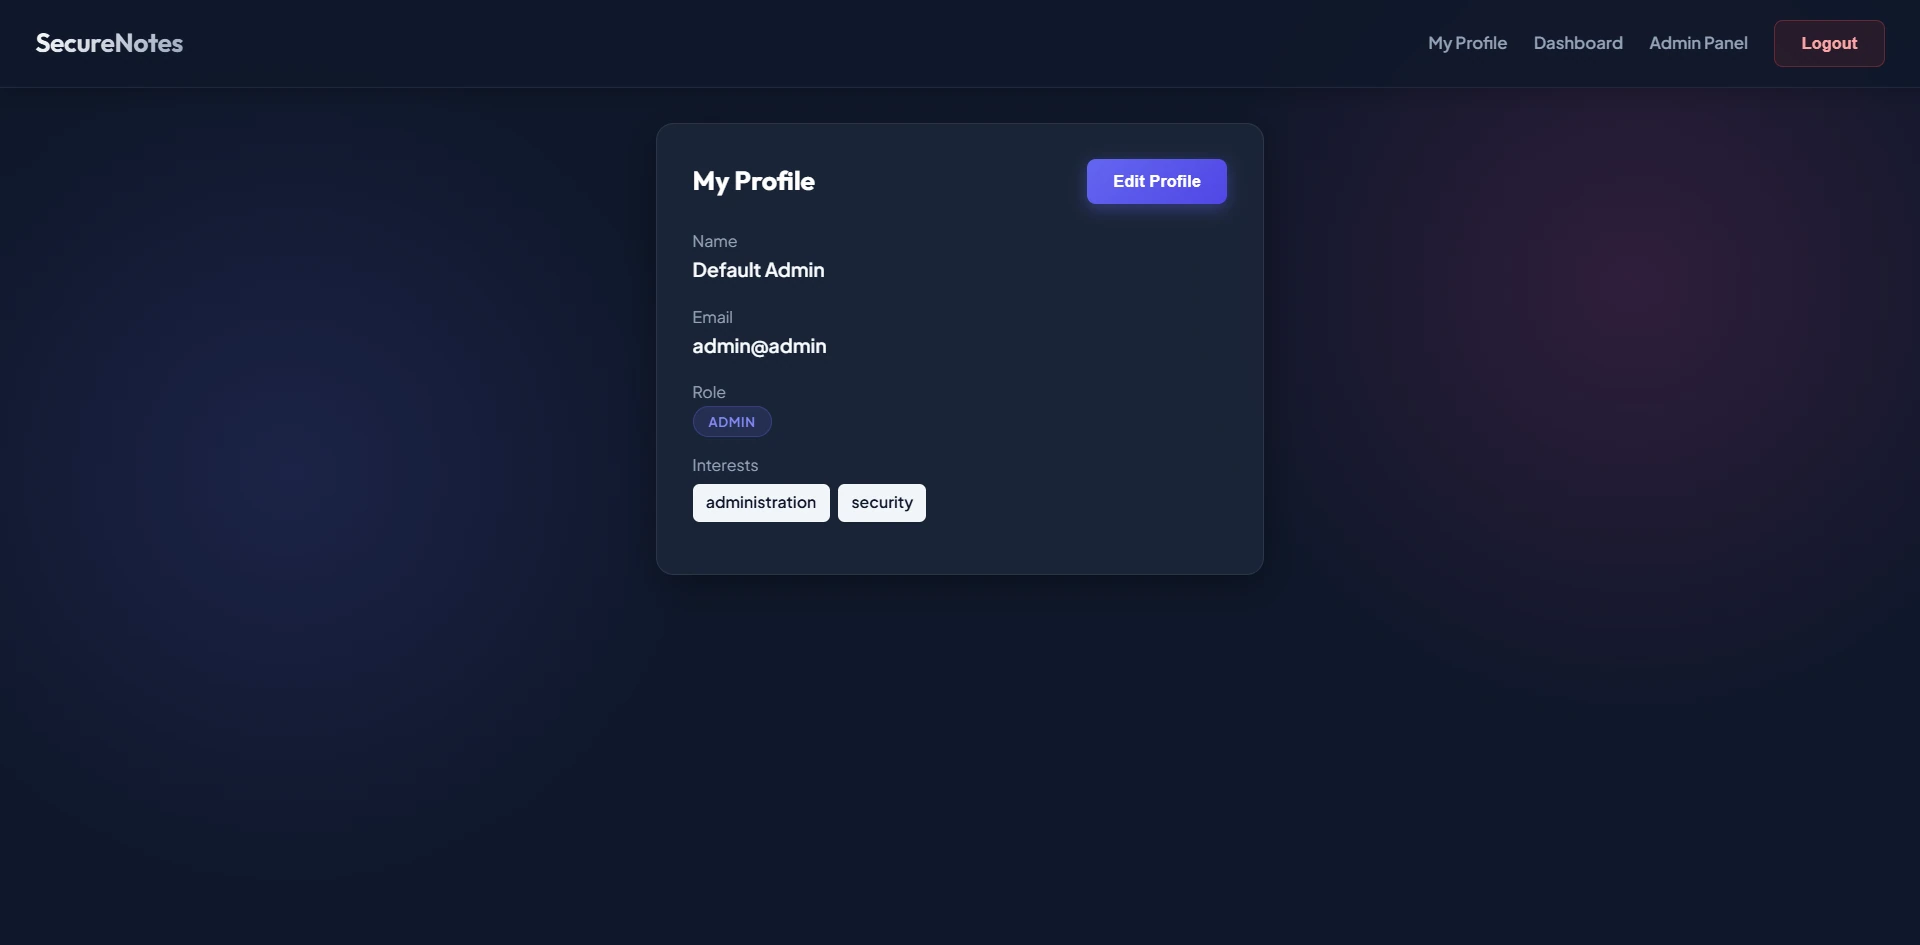 SecureNotes
My Profile Dashboard Admin Panel Logout
My Profile
Edit Profile
Name
Default Admin
Email
admin@admin
Role
ADMIN
Interests
administration security